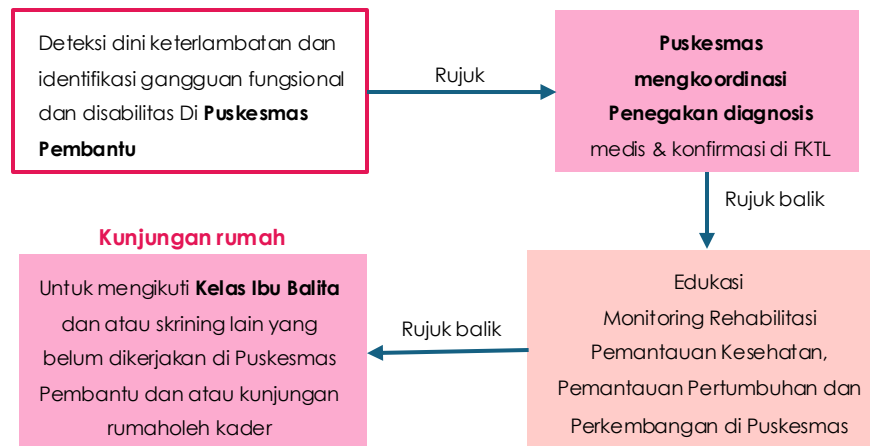 Deteksi dini keterlambatan dan
identifikasi gangguan fungsional
dan disabilitas Di Puskesmas
Pembantu
Rujuk
Puskesmas
mengkoordinasi
Penegakan diagnosis
medis & konfirmasi di FKTL
Rujuk balik
Edukasi
Monitoring Rehabilitasi
Pemantauan Kesehatan,
Pemantauan Pertumbuhan dan
Perkembangan di Puskesmas
Rujuk balik
Kunjungan rumah
Untuk mengikuti Kelas Ibu Balita
dan atau skrining lain yang
belum dikerjakan di Puskesmas
Pembantu dan atau kunjungan
rumaholeh kader